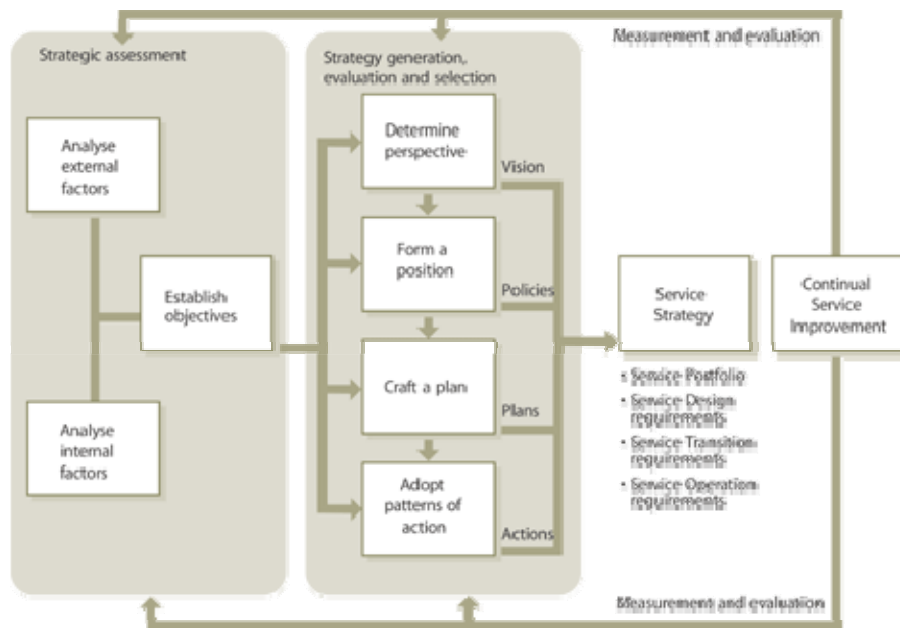 Measurement and evaluation
Strategic assessment
Strategy generation,
evaluation and selection
Analyse
external
factors
Establish
objectives
Analyse
internal
factors
Determine
perspective
Vision
Form a
position
Policies
Craft a plan
Plans
Adopt
patterns of
action
Actions
Service
Strategy
• Service Portfolio
• Service Design
requirements
• Service Transition
requirements
• Service Operation
requirements
Continual
Service
Improvement
Measurement and evaluation